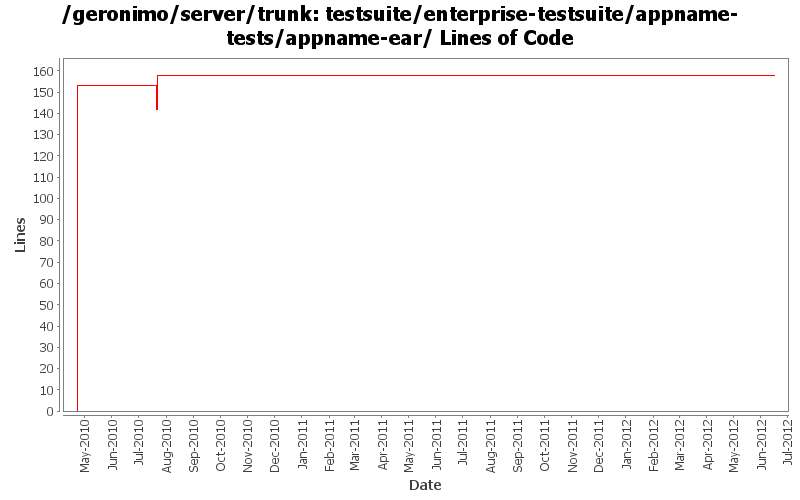 /geronimo/server/trunk: testsuite/enterprise-testsuite/appname-
tests/appname-ear/ Lines of Code
160
150
140
130
120
110
100
90
80
70
60
50
40
30
20
10
0
Lines
May-2010
Jun-2010
Jul-2010
Aug-2010
Sep-2010
Oct-2010
Nov-2010
Dec-2010
Jan-2011
Feb-2011
Mar-2011
Apr-2011
May-2011
Jun-2011
Jul-2011
Aug-2011
Sep-2011
Oct-2011
Nov-2011
Dec-2011
Jan-2012
Feb-2012
Mar-2012
Apr-2012
May-2012
Jun-2012
Jul-2012
Date